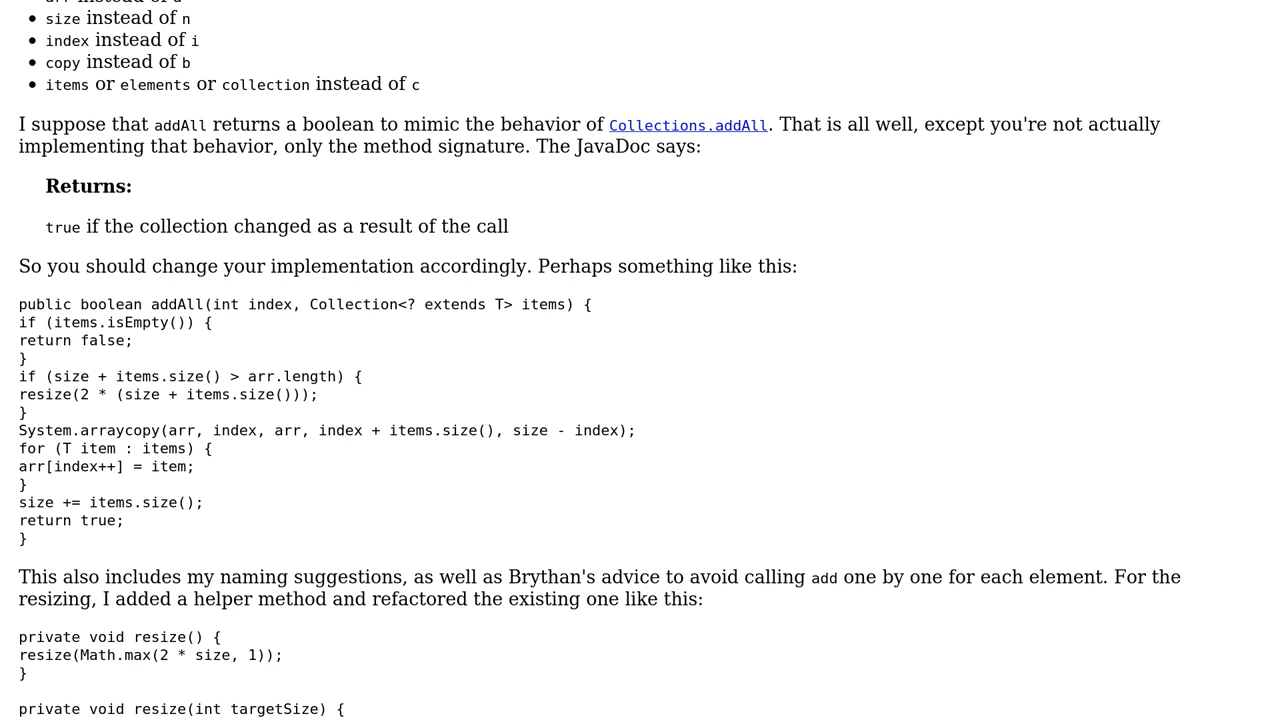 arr instead of a
size instead of n
index instead of i
copy instead of b
items or elements or collection instead of c
I suppose that addAll returns a boolean to mimic the behavior of Collections.addAll. That is all well, except you're not actually
implementing that behavior, only the method signature. The JavaDoc says:
Returns:
true if the collection changed as a result of the call
So you should change your implementation accordingly. Perhaps something like this:
public boolean addAll(int index, Collection<? extends T> items) {
if (items.isEmpty()) {
return false;
}
if (size + items.size() > arr.length) {
resize(2 * (size + items.size()));
}
System.arraycopy(arr, index, arr, index + items.size(), size - index);
for (T item : items) {
arr[index++] = item;
}
size += items.size();
return true;
}
This also includes my naming suggestions, as well as Brythan's advice to avoid calling add one by one for each element. For the
resizing, I added a helper method and refactored the existing one like this:
private void resize() {
resize(Math.max(2 * size, 1));
}
private void resize(int targetSize) {